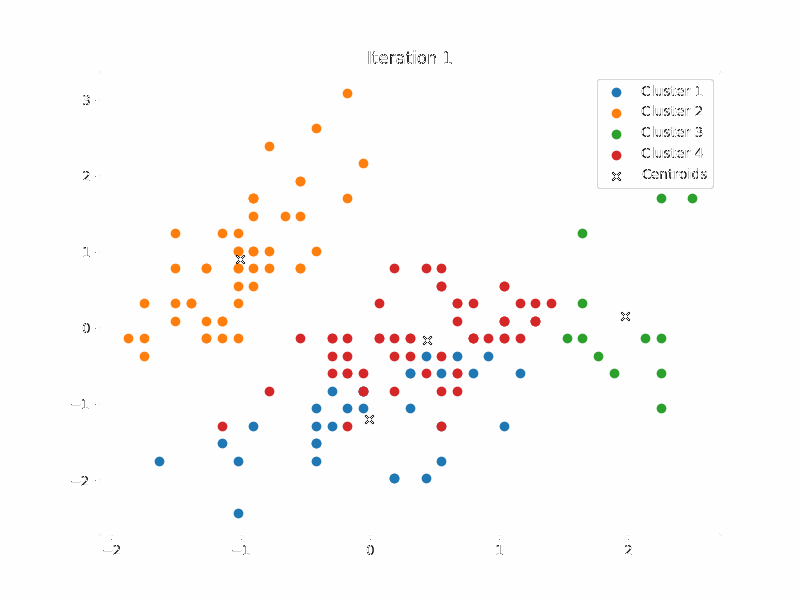 Iteration 1
Cluster 1
Cluster 2
Cluster 3
Cluster 4
Centroids
3
2
1
0
−1
−2
−2 −1 0 1 2